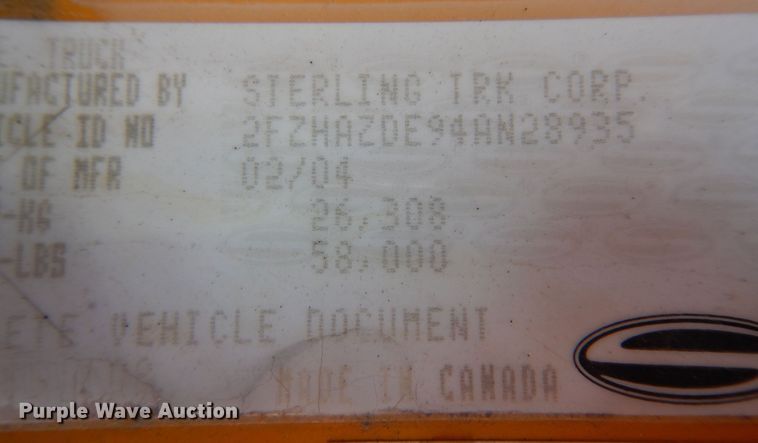 TRUCK
UFACTURED BY STERLING TRK CORP.
ICLE ID NO 2FZHAZDE94AN28935
OF MFR 02/04
-KG 26,308
-LBS 58,000
ETE VEHICLE DOCUMENT
MADE IN CANADA
Purple Wave Auction